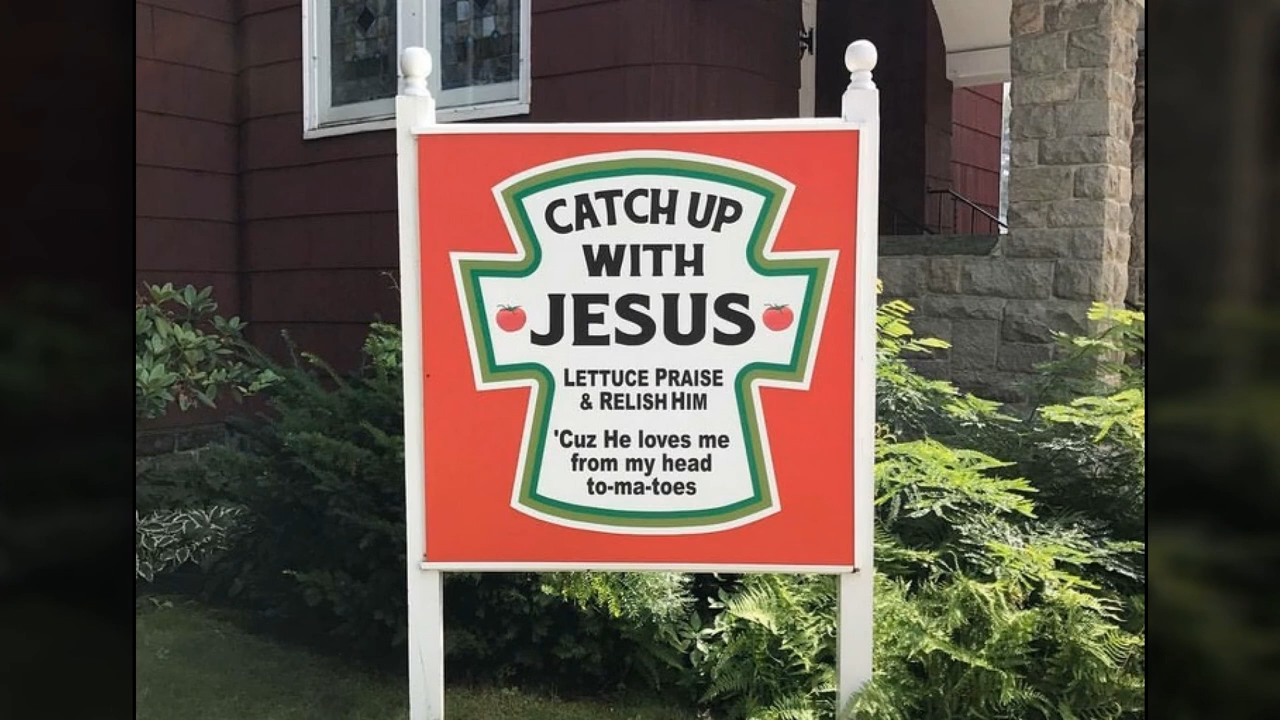 CATCH UP
WITH
JESUS
LETTUCE PRAISE
& RELISH HIM
'Cuz He loves me
from my head
to-ma-toes